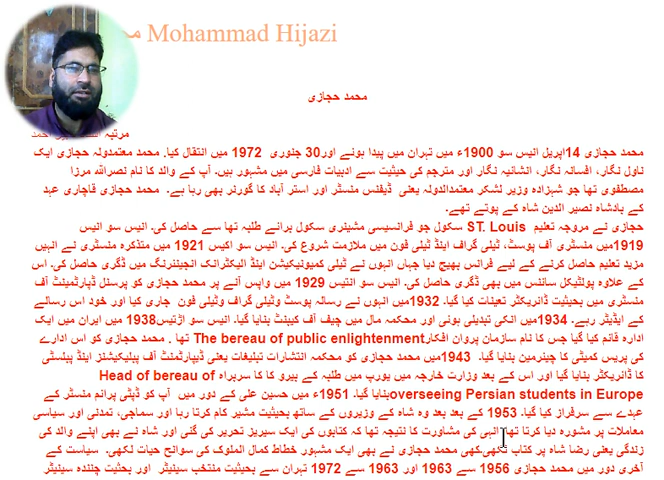 Mohammad Hijazi
محمد حجازی
مرتبہ
محمد حجازی 14اپریل انیس سو 1900ء میں تہران میں پیدا ہوئے اور30 جنوری 1972 میں انتقال کیا. محمد معتمدولہ حجازی ایک
ناول نگار، افسانہ نگار، انشائیہ نگار اور مترجم کی حیثیت سے ادبیات فارسی میں مشہور ہیں. آپ کے والد کا نام نصراللہ مرزا
مصطفوی تھا جو شہزادہ وزیر لشکر معتمدالدولہ یعنی ڈیفنس منسٹر اور استر آباد کا گورنر بھی رہا ہے. محمد حجازی قاچاری عہد
کے بادشاہ نصیر الدین شاہ کے پوتے تھے.
حجازی نے مروجہ تعلیم ST. Louis سکول جو فرانسیسی مشینری سکول برائے طلبہ تھا سے حاصل کی. انیس سو انیس
1919میں منسٹری آف پوسٹ، ٹیلی گراف اینڈ ٹیلی فون میں ملازمت شروع کی. انیس سو اکیس 1921 میں متذکرہ منسٹری نے انہیں
مزید تعلیم حاصل کرنے کے لیے فرانس بھیج دیا جہاں انہوں نے ٹیلی کمیونیکیشن اینڈ الیکٹرانک انجینئرنگ میں ڈگری حاصل کی. اس
کے علاوہ پولٹیکل سائنس میں بھی ڈگری حاصل کی. انیس سو انتیس 1929 میں واپس آنے پر محمد حجازی کو پرسنل ڈپارٹمینٹ آف
منسٹری میں بحیثیت ڈائریکٹر تعینات کیا گیا. 1932میں انہوں نے رسالہ پوسٹ وٹیلی گراف وٹیلی فون جاری کیا اور خود اس رسالے
کے ایڈیٹر رہے. 1934میں انکی تبدیلی ہوئی اور محکمہ مال میں چیف آف کیبنٹ بنایا گیا. انیس سو اڑتیس1938 میں ایران میں ایک
ادارہ قائم کیا گیا جس کا نام سازمان پروان افکارThe bereau of public enlightenment تھا . محمد حجازی کو اس ادارے
کی پریس کمیٹی کا چیئرمین بنایا گیا. 1943میں محمد حجازی کو محکمہ انتشارات تبلیغات یعنی ڈیپارٹمنٹ آف پبلیکیشنز اینڈ پبلسٹی
کا ڈائریکٹر بنایا گیا اور اس کے بعد وزارت خارجہ میں یورپ میں طلبہ کے بیرو کا کا سربراہ Head of bereau of
overseeing Persian students in Europeبنایا گیا. 1951ء میں حسین علی کے دور میں آپ کو ڈپٹی پرائم منسٹر کے
عہدے سے سرفراز کیا گیا. 1953 کے بعد بعد وہ شاہ کے وزیروں کے ساتھ بحیثیت مشیر کام کرتا رہا اور سماجی، تمدنی اور سیاسی
معاملات پر مشورہ دیا کرتا تھا. انہی کی مشاورت کا نتیجہ تھا کہ کتابوں کی ایک سیریز تحریر کی گئی اور شاہ نے بھی اپنے والد کی
زندگی یعنی رضا شاہ پر کتاب لکھی.کھی محمد حجازی نے بھی ایک مشہور خطاط کمال الملوک کی سوانح حیات لکھی. سیاست کے
آخری دور میں محمد حجازی 1956 سے 1963 اور 1963 سے 1972 تہران سے بحیثیت منتخب سینیٹر اور بحثیت چنندہ سینیٹر